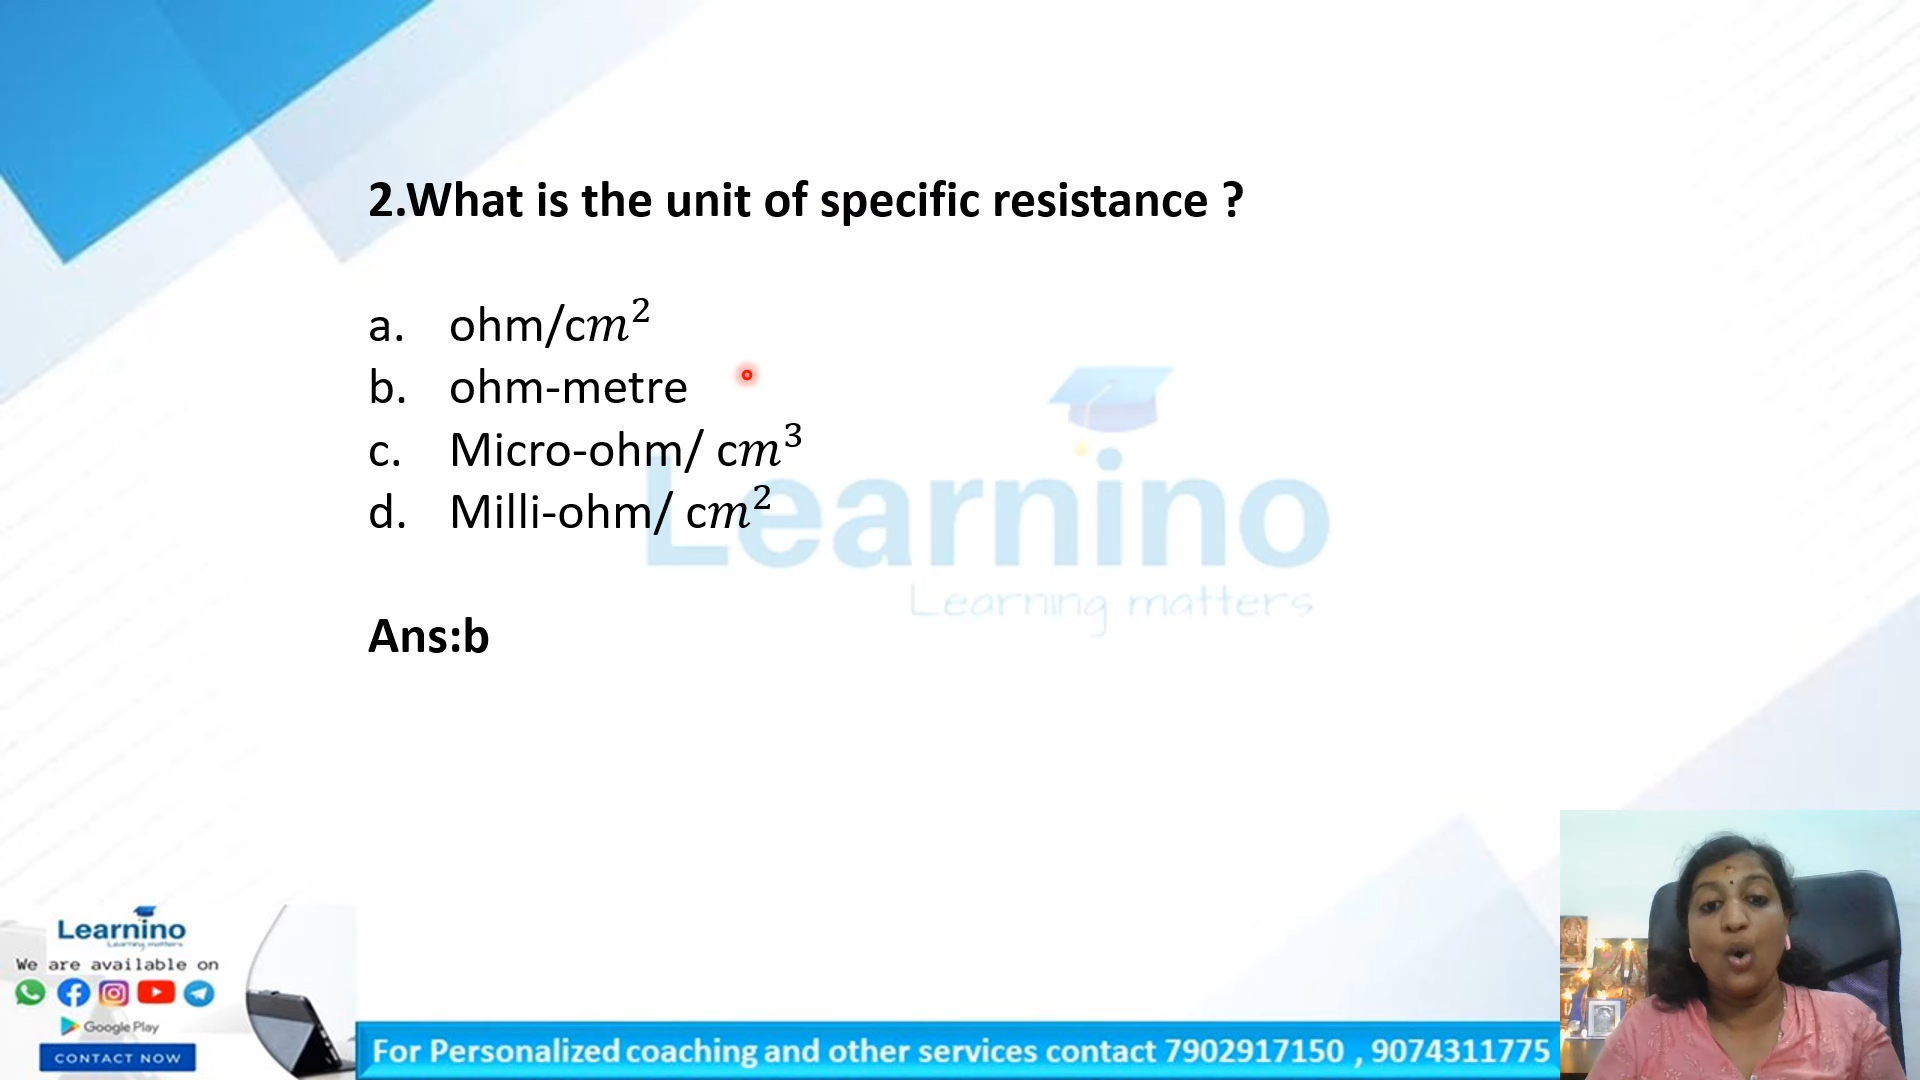 2.What is the unit of specific resistance ?
a. ohm/cm²
b. ohm-metre
c. Micro-ohm/ cm³
d. Milli-ohm/ cm²
Ans:b
Learnino
Learning matters
Learnino
Learning matters
We are available on
Google Play
CONTACT NOW
For Personalized coaching and other services contact 7902917150 , 9074311775